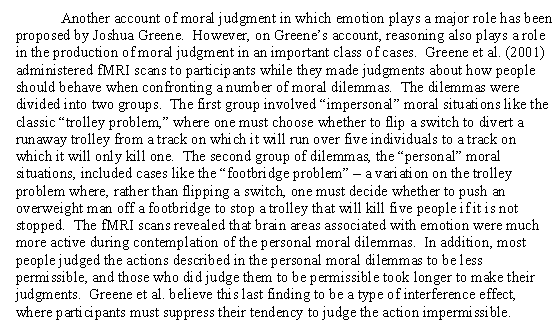 Another account of moral judgment in which emotion plays a major role has been
proposed by Joshua Greene. However, on Greene's account, reasoning also plays a role
in the production of moral judgment in an important class of cases. Greene et al. (2001)
administered fMRI scans to participants while they made judgments about how people
should behave when confronting a number of moral dilemmas. The dilemmas were
divided into two groups. The first group involved “impersonal” moral situations like the
classic “trolley problem,” where one must choose whether to flip a switch to divert a
runaway trolley from a track on which it will run over five individuals to a track on
which it will only kill one. The second group of dilemmas, the “personal” moral
situations, included cases like the “footbridge problem” – a variation on the trolley
problem where, rather than flipping a switch, one must decide whether to push an
overweight man off a footbridge to stop a trolley that will kill five people if it is not
stopped. The fMRI scans revealed that brain areas associated with emotion were much
more active during contemplation of the personal moral dilemmas. In addition, most
people judged the actions described in the personal moral dilemmas to be less
permissible, and those who did judge them to be permissible took longer to make their
judgments. Greene et al. believe this last finding to be a type of interference effect,
where participants must suppress their tendency to judge the action impermissible.